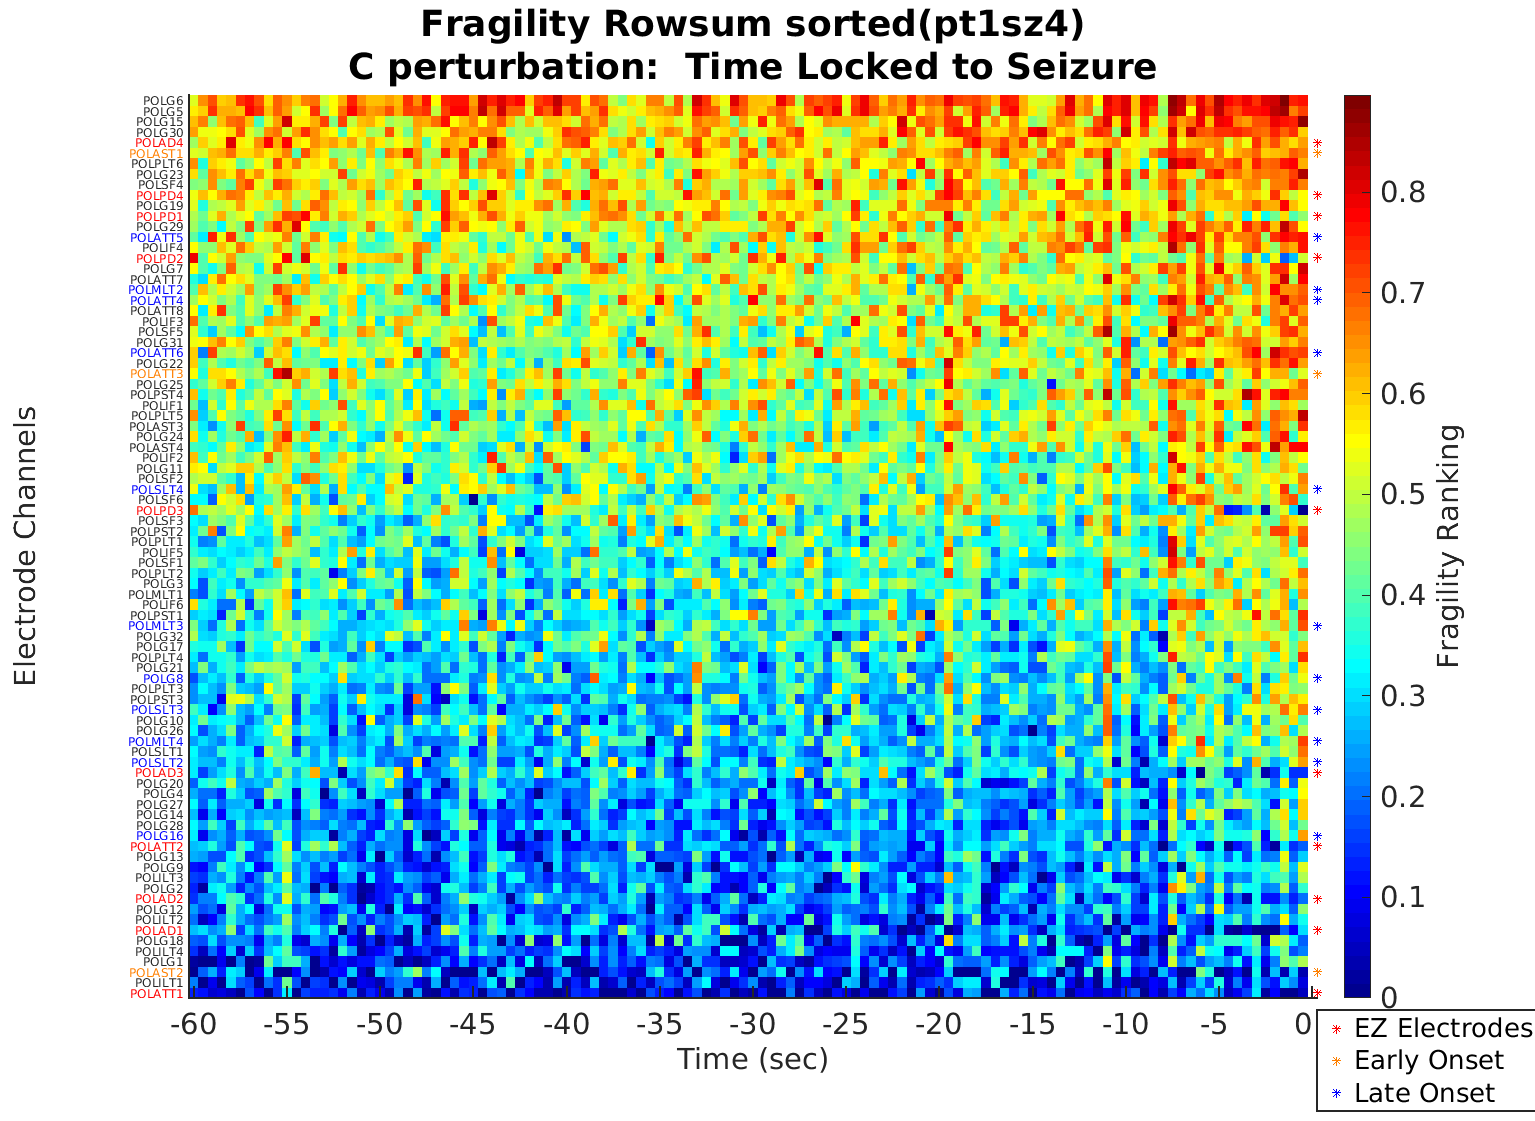 Fragility Rowsum sorted(pt1sz4)
C perturbation:  Time Locked to Seizure
Electrode Channels
POLG6
POLG5
POLG15
POLG30
POLAD4
POLAST1
POLPLT6
POLG23
POLSF4
POLPD4
POLG19
POLPD1
POLG29
POLATT5
POLIF4
POLPD2
POLG7
POLATT7
POLMLT2
POLATT4
POLATT8
POLIF3
POLSF5
POLG31
POLATT6
POLG22
POLATT3
POLG25
POLPST4
POLIF1
POLPLT5
POLAST3
POLG24
POLAST4
POLIF2
POLG11
POLSF2
POLSLT4
POLSF6
POLPD3
POLSF3
POLPST2
POLPLT1
POLIF5
POLSF1
POLPLT2
POLG3
POLMLT1
POLIF6
POLPST1
POLMLT3
POLG32
POLG17
POLPLT4
POLG21
POLG8
POLPLT3
POLPST3
POLSLT3
POLG10
POLG26
POLMLT4
POLSLT1
POLSLT2
POLAD3
POLG20
POLG4
POLG27
POLG14
POLG28
POLG16
POLATT2
POLG13
POLG9
POLILT3
POLG2
POLAD2
POLG12
POLILT2
POLAD1
POLG18
POLILT4
POLG1
POLAST2
POLILT1
POLATT1
-60 -55 -50 -45 -40 -35 -30 -25 -20 -15 -10 -5 0
Time (sec)
0.8
0.7
0.6
0.5
0.4
0.3
0.2
0.1
0
Fragility Ranking
EZ Electrodes
Early Onset
Late Onset